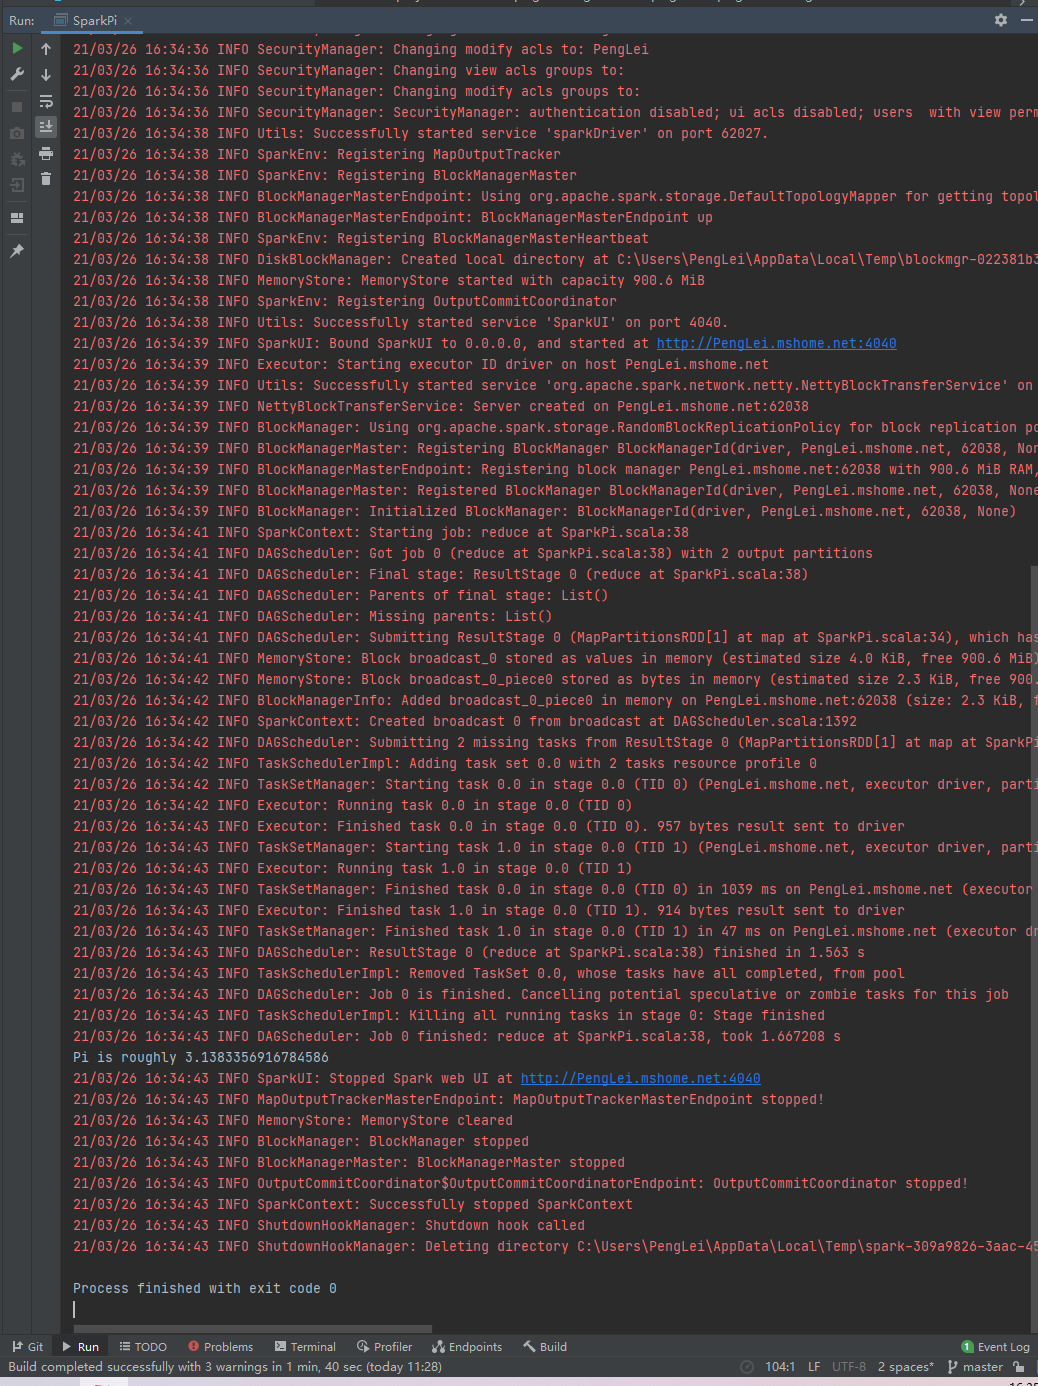 Run: SparkPi
21/03/26 16:34:36 INFO SecurityManager: Changing modify acls to: PengLei
21/03/26 16:34:36 INFO SecurityManager: Changing view acls groups to:
21/03/26 16:34:36 INFO SecurityManager: Changing modify acls groups to:
21/03/26 16:34:36 INFO SecurityManager: SecurityManager: authentication disabled; ui acls disabled; users  with view perm
21/03/26 16:34:38 INFO Utils: Successfully started service 'sparkDriver' on port 62027.
21/03/26 16:34:38 INFO SparkEnv: Registering MapOutputTracker
21/03/26 16:34:38 INFO SparkEnv: Registering BlockManagerMaster
21/03/26 16:34:38 INFO BlockManagerMasterEndpoint: Using org.apache.spark.storage.DefaultTopologyMapper for getting topol
21/03/26 16:34:38 INFO BlockManagerMasterEndpoint: BlockManagerMasterEndpoint up
21/03/26 16:34:38 INFO SparkEnv: Registering BlockManagerMasterHeartbeat
21/03/26 16:34:38 INFO DiskBlockManager: Created local directory at C:\Users\PengLei\AppData\Local\Temp\blockmgr-022381b3
21/03/26 16:34:38 INFO MemoryStore: MemoryStore started with capacity 900.6 MiB
21/03/26 16:34:38 INFO SparkEnv: Registering OutputCommitCoordinator
21/03/26 16:34:38 INFO Utils: Successfully started service 'SparkUI' on port 4040.
21/03/26 16:34:39 INFO SparkUI: Bound SparkUI to 0.0.0.0, and started at http://PengLei.mshome.net:4040
21/03/26 16:34:39 INFO Executor: Starting executor ID driver on host PengLei.mshome.net
21/03/26 16:34:39 INFO Utils: Successfully started service 'org.apache.spark.network.netty.NettyBlockTransferService' on
21/03/26 16:34:39 INFO NettyBlockTransferService: Server created on PengLei.mshome.net:62038
21/03/26 16:34:39 INFO BlockManager: Using org.apache.spark.storage.RandomBlockReplicationPolicy for block replication po
21/03/26 16:34:39 INFO BlockManagerMaster: Registering BlockManager BlockManagerId(driver, PengLei.mshome.net, 62038, Non
21/03/26 16:34:39 INFO BlockManagerMasterEndpoint: Registering block manager PengLei.mshome.net:62038 with 900.6 MiB RAM,
21/03/26 16:34:39 INFO BlockManagerMaster: Registered BlockManager BlockManagerId(driver, PengLei.mshome.net, 62038, None
21/03/26 16:34:39 INFO BlockManager: Initialized BlockManager: BlockManagerId(driver, PengLei.mshome.net, 62038, None)
21/03/26 16:34:41 INFO SparkContext: Starting job: reduce at SparkPi.scala:38
21/03/26 16:34:41 INFO DAGScheduler: Got job 0 (reduce at SparkPi.scala:38) with 2 output partitions
21/03/26 16:34:41 INFO DAGScheduler: Final stage: ResultStage 0 (reduce at SparkPi.scala:38)
21/03/26 16:34:41 INFO DAGScheduler: Parents of final stage: List()
21/03/26 16:34:41 INFO DAGScheduler: Missing parents: List()
21/03/26 16:34:41 INFO DAGScheduler: Submitting ResultStage 0 (MapPartitionsRDD[1] at map at SparkPi.scala:34), which has
21/03/26 16:34:41 INFO MemoryStore: Block broadcast_0 stored as values in memory (estimated size 4.0 KiB, free 900.6 MiB)
21/03/26 16:34:42 INFO MemoryStore: Block broadcast_0_piece0 stored as bytes in memory (estimated size 2.3 KiB, free 900.
21/03/26 16:34:42 INFO BlockManagerInfo: Added broadcast_0_piece0 in memory on PengLei.mshome.net:62038 (size: 2.3 KiB, f
21/03/26 16:34:42 INFO SparkContext: Created broadcast 0 from broadcast at DAGScheduler.scala:1392
21/03/26 16:34:42 INFO DAGScheduler: Submitting 2 missing tasks from ResultStage 0 (MapPartitionsRDD[1] at map at SparkPi
21/03/26 16:34:42 INFO TaskSchedulerImpl: Adding task set 0.0 with 2 tasks resource profile 0
21/03/26 16:34:42 INFO TaskSetManager: Starting task 0.0 in stage 0.0 (TID 0) (PengLei.mshome.net, executor driver, parti
21/03/26 16:34:42 INFO Executor: Running task 0.0 in stage 0.0 (TID 0)
21/03/26 16:34:43 INFO Executor: Finished task 0.0 in stage 0.0 (TID 0). 957 bytes result sent to driver
21/03/26 16:34:43 INFO TaskSetManager: Starting task 1.0 in stage 0.0 (TID 1) (PengLei.mshome.net, executor driver, parti
21/03/26 16:34:43 INFO Executor: Running task 1.0 in stage 0.0 (TID 1)
21/03/26 16:34:43 INFO TaskSetManager: Finished task 0.0 in stage 0.0 (TID 0) in 1039 ms on PengLei.mshome.net (executor
21/03/26 16:34:43 INFO Executor: Finished task 1.0 in stage 0.0 (TID 1). 914 bytes result sent to driver
21/03/26 16:34:43 INFO TaskSetManager: Finished task 1.0 in stage 0.0 (TID 1) in 47 ms on PengLei.mshome.net (executor dr
21/03/26 16:34:43 INFO DAGScheduler: ResultStage 0 (reduce at SparkPi.scala:38) finished in 1.563 s
21/03/26 16:34:43 INFO TaskSchedulerImpl: Removed TaskSet 0.0, whose tasks have all completed, from pool
21/03/26 16:34:43 INFO DAGScheduler: Job 0 is finished. Cancelling potential speculative or zombie tasks for this job
21/03/26 16:34:43 INFO TaskSchedulerImpl: Killing all running tasks in stage 0: Stage finished
21/03/26 16:34:43 INFO DAGScheduler: Job 0 finished: reduce at SparkPi.scala:38, took 1.667208 s
Pi is roughly 3.1383356916784586
21/03/26 16:34:43 INFO SparkUI: Stopped Spark web UI at http://PengLei.mshome.net:4040
21/03/26 16:34:43 INFO MapOutputTrackerMasterEndpoint: MapOutputTrackerMasterEndpoint stopped!
21/03/26 16:34:43 INFO MemoryStore: MemoryStore cleared
21/03/26 16:34:43 INFO BlockManager: BlockManager stopped
21/03/26 16:34:43 INFO BlockManagerMaster: BlockManagerMaster stopped
21/03/26 16:34:43 INFO OutputCommitCoordinator$OutputCommitCoordinatorEndpoint: OutputCommitCoordinator stopped!
21/03/26 16:34:43 INFO SparkContext: Successfully stopped SparkContext
21/03/26 16:34:43 INFO ShutdownHookManager: Shutdown hook called
21/03/26 16:34:43 INFO ShutdownHookManager: Deleting directory C:\Users\PengLei\AppData\Local\Temp\spark-309a9826-3aac-45
Process finished with exit code 0
Git Run TODO Problems Terminal Profiler Endpoints Build 1 Event Log
Build completed successfully with 3 warnings in 1 min, 40 sec (today 11:28) 104:1 LF UTF-8 2 spaces* master